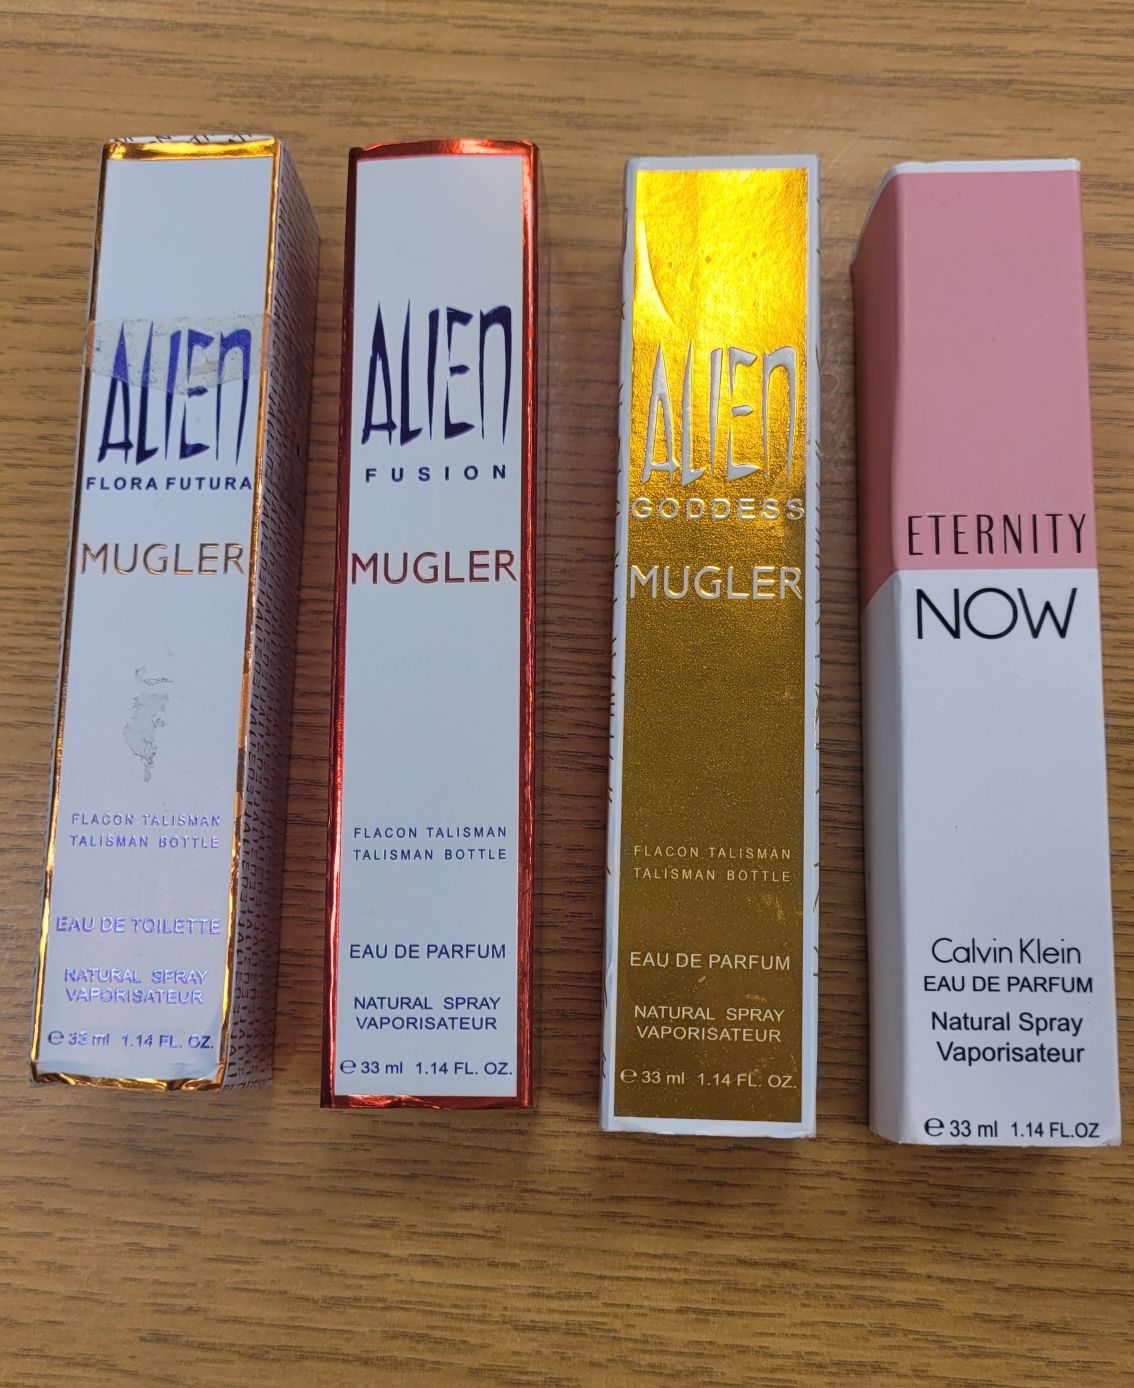 ALIEN
FLORA FUTURA
MUGLER
FLACON TALISMAN
TALISMAN BOTTLE
EAU DE TOILETTE
NATURAL SPRAY
VAPORISATEUR
℮ 33 ml 1.14 FL. OZ.
ALIEN
FUSION
MUGLER
FLACON TALISMAN
TALISMAN BOTTLE
EAU DE PARFUM
NATURAL SPRAY
VAPORISATEUR
℮ 33 ml 1.14 FL. OZ.
ALIEN
GODDESS
MUGLER
FLACON TALISMAN
TALISMAN BOTTLE
EAU DE PARFUM
NATURAL SPRAY
VAPORISATEUR
℮ 33 ml 1.14 FL. OZ.
ETERNITY
NOW
Calvin Klein
EAU DE PARFUM
Natural Spray
Vaporisateur
℮ 33 ml 1.14 FL.OZ